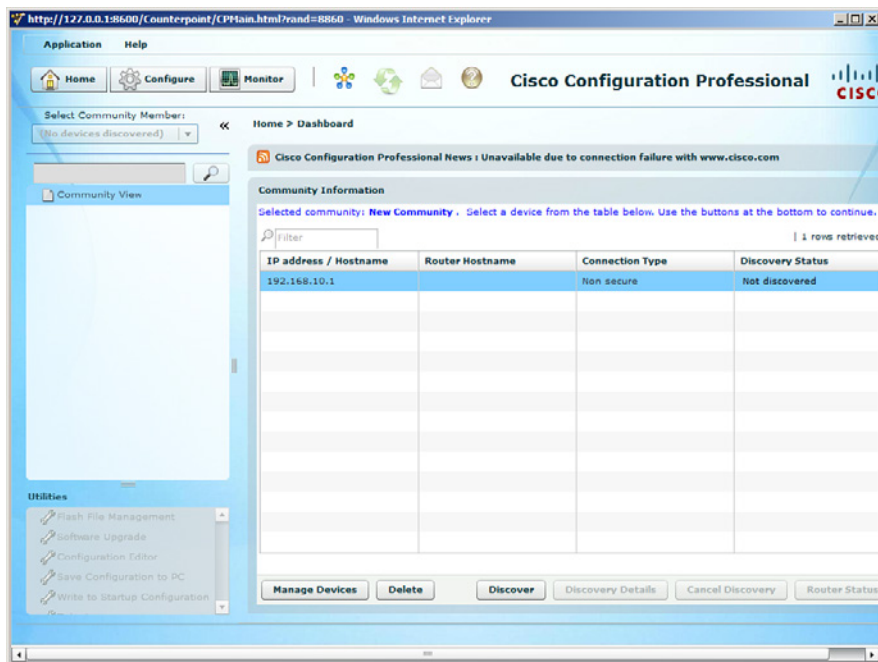 http://127.0.0.1:8600/Counterpoint/CPMain.html?rand=8860 - Windows Internet Explorer
Application Help
Home Configure Monitor Cisco Configuration Professional
CISCO
Select Community Member:
(No devices discovered)
Home > Dashboard
Cisco Configuration Professional News : Unavailable due to connection failure with www.cisco.com
Community View
Community Information
Selected community: New Community . Select a device from the table below. Use the buttons at the bottom to continue.
Filter
1 rows retrieved
IP address / Hostname Router Hostname Connection Type Discovery Status
192.168.10.1 Non secure Not discovered
Utilities
Flash File Management
Software Upgrade
Configuration Editor
Save Configuration to PC
Write to Startup Configuration
Manage Devices Delete Discover Discovery Details Cancel Discovery Router Status